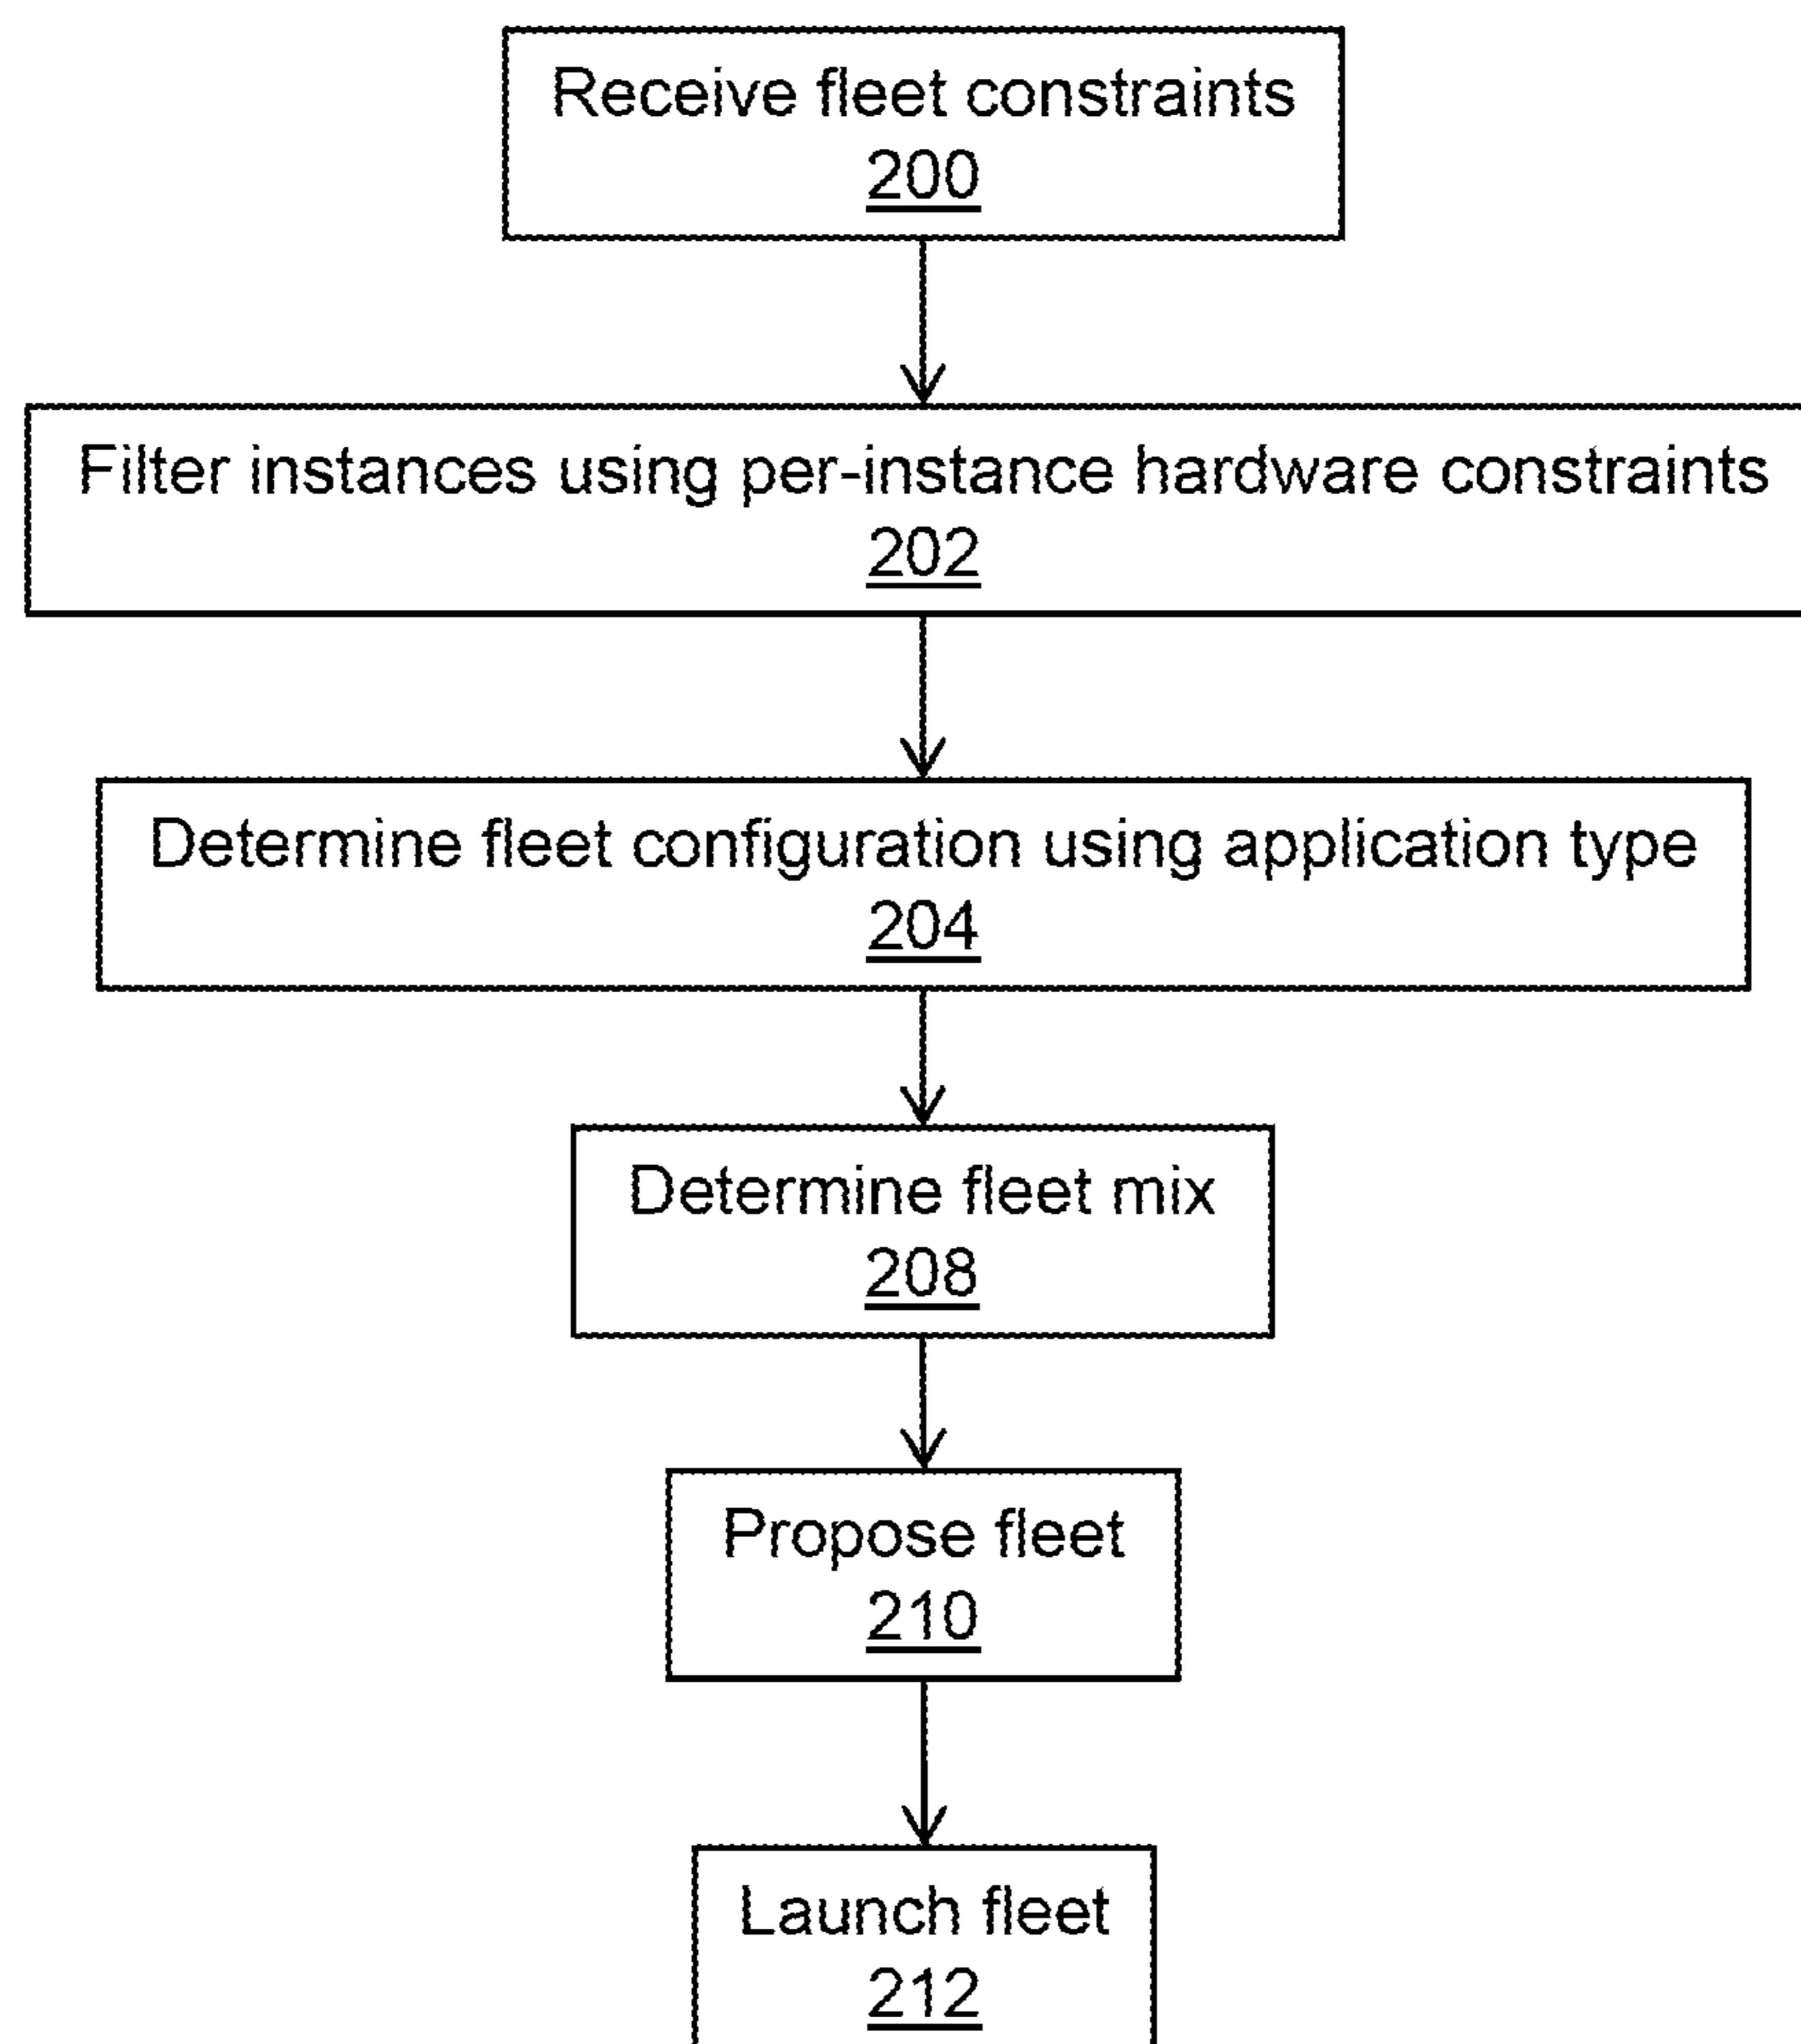 Receive fleet constraints
200
Filter instances using per-instance hardware constraints
202
Determine fleet configuration using application type
204
Determine fleet mix
208
Propose fleet
210
Launch fleet
212